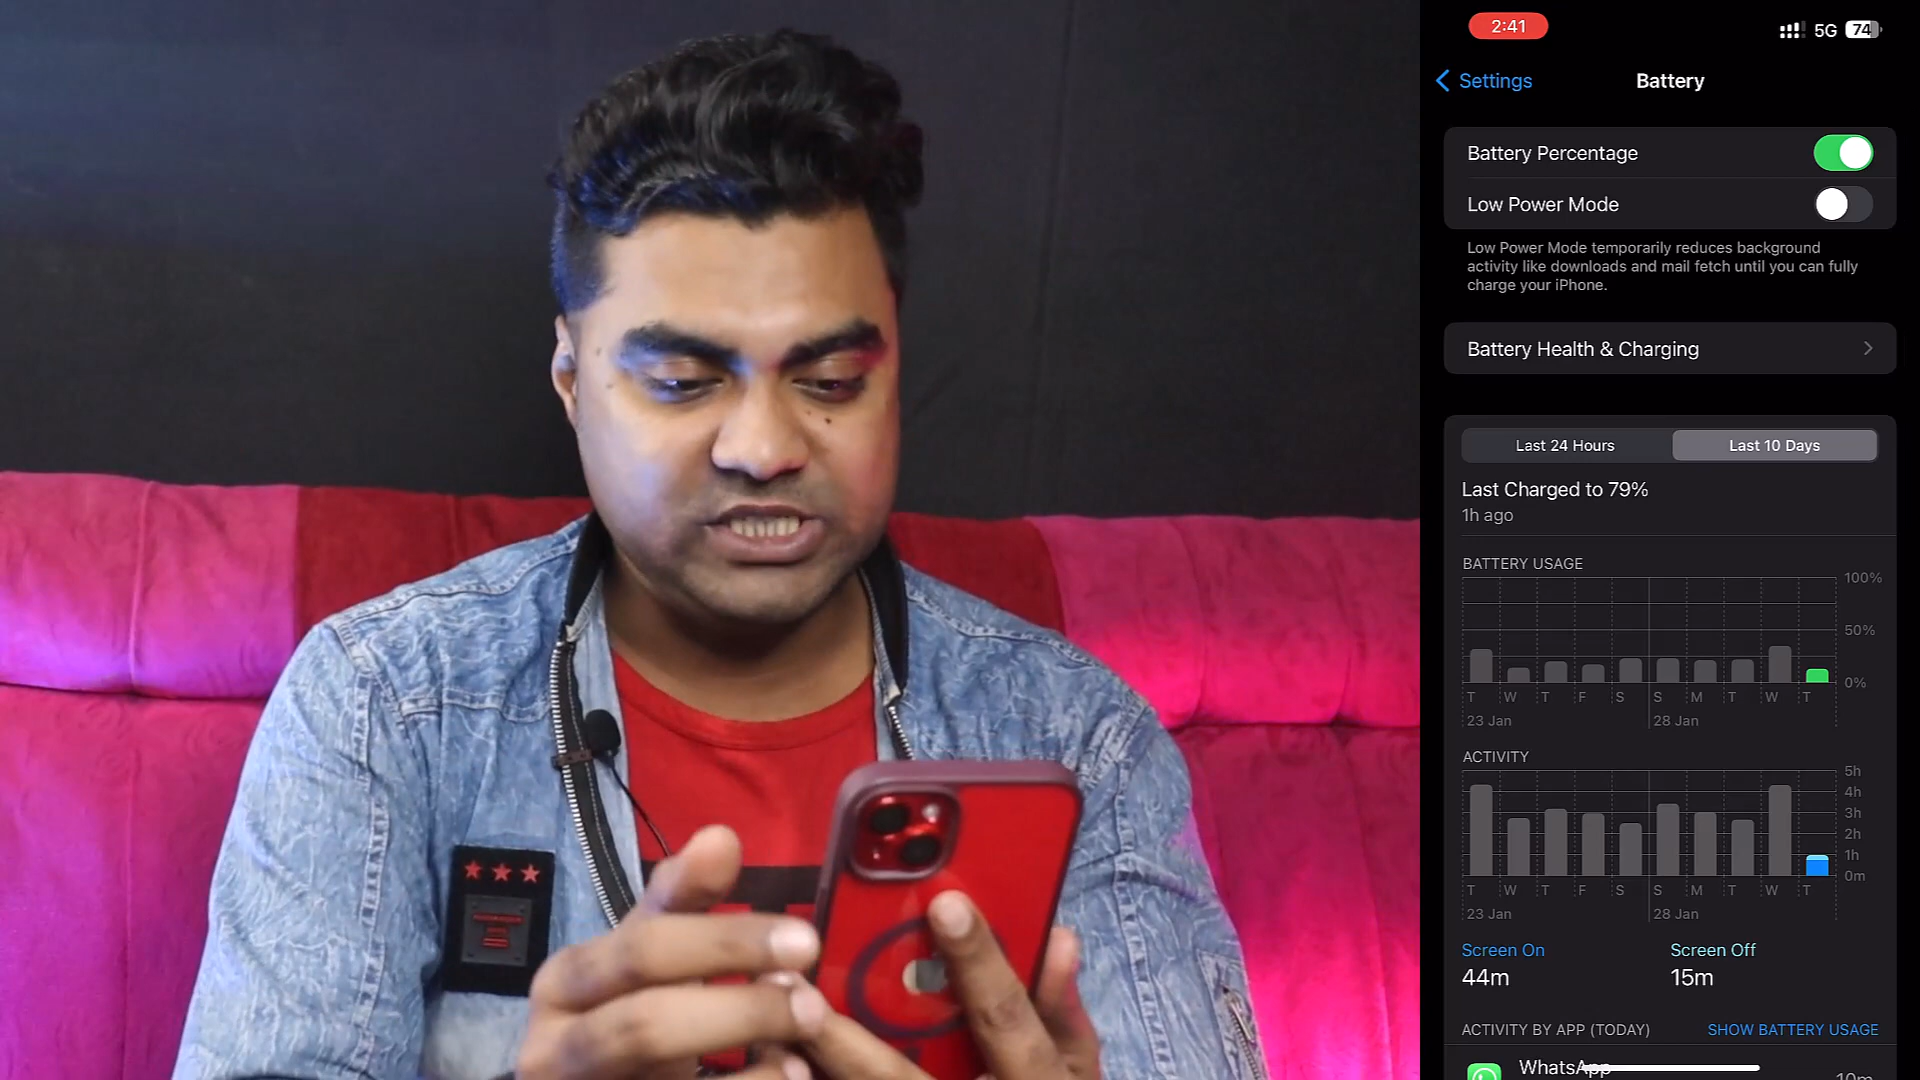 2:41
5G 74
Settings
Battery
Battery Percentage
Low Power Mode
Low Power Mode temporarily reduces background
activity like downloads and mail fetch until you can fully
charge your iPhone.
Battery Health & Charging
Last 24 Hours
Last 10 Days
Last Charged to 79%
1h ago
BATTERY USAGE
100%
50%
0%
T W T F S S M T W T
23 Jan
28 Jan
ACTIVITY
5h
4h
3h
2h
1h
0m
T W T F S S M T W T
23 Jan
28 Jan
Screen On
Screen Off
44m
15m
ACTIVITY BY APP (TODAY)
SHOW BATTERY USAGE
WhatsApp
10m